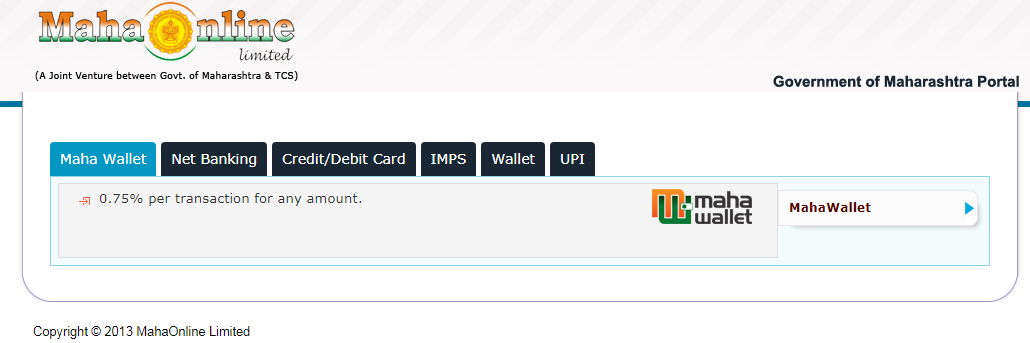 MahaOnline
limited
(A Joint Venture between Govt. of Maharashtra & TCS)
Government of Maharashtra Portal
Maha Wallet Net Banking Credit/Debit Card IMPS Wallet UPI
0.75% per transaction for any amount.
maha
wallet
MahaWallet
Copyright © 2013 MahaOnline Limited